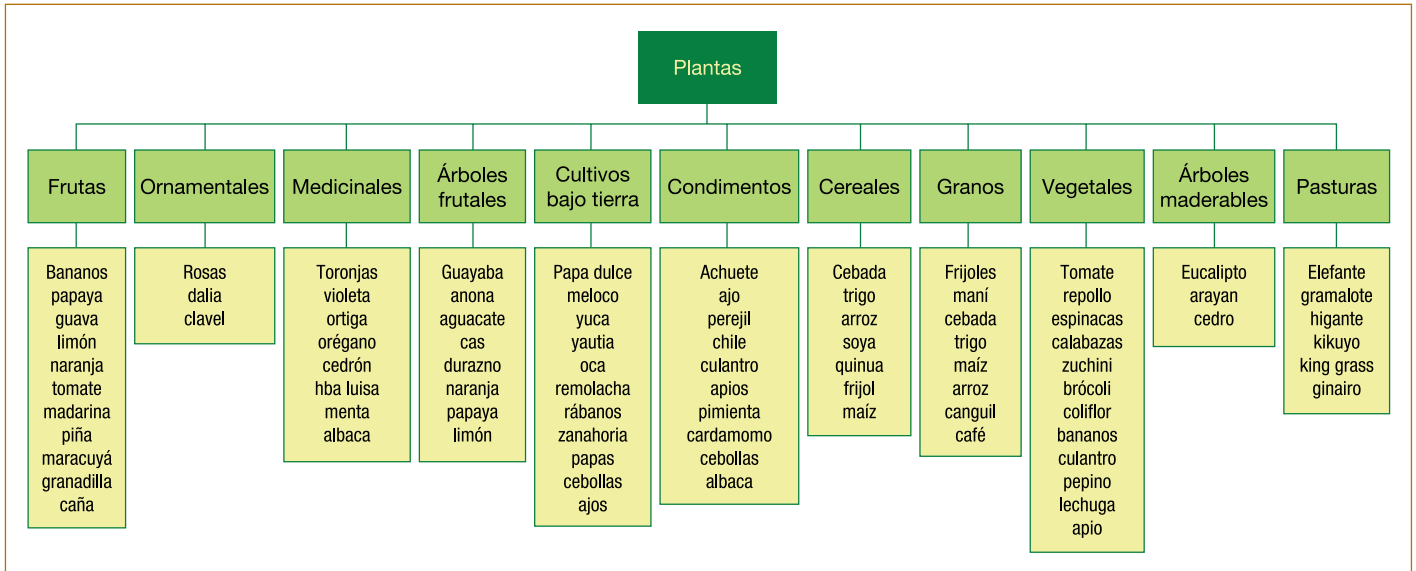 Plantas
Frutas
Bananos
papaya
guava
limón
naranja
tomate
madarina
piña
maracuyá
granadilla
caña
Ornamentales
Rosas
dalia
clavel
Medicinales
Toronjas
violeta
ortiga
orégano
cedrón
hba luisa
menta
albaca
Árboles
frutales
Guayaba
anona
aguacate
cas
durazno
naranja
papaya
limón
Cultivos
bajo tierra
Papa dulce
meloco
yuca
yautia
oca
remolacha
rábanos
zanahoria
papas
cebollas
ajos
Condimentos
Achuete
ajo
perejil
chile
culantro
apios
pimienta
cardamomo
cebollas
albaca
Cereales
Cebada
trigo
arroz
soya
quinua
frijol
maíz
Granos
Frijoles
maní
cebada
trigo
maíz
arroz
canguil
café
Vegetales
Tomate
repollo
espinacas
calabazas
zuchini
brócoli
coliflor
bananos
culantro
pepino
lechuga
apio
Árboles
maderables
Eucalipto
arayan
cedro
Pasturas
Elefante
gramalote
higante
kikuyo
king grass
ginairo